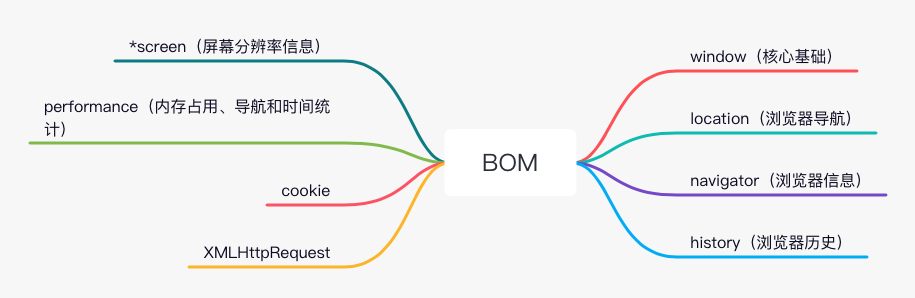 *screen（屏幕分辨率信息）
performance（内存占用、导航和时间统
计）
cookie
XMLHttpRequest
BOM
window（核心基础）
location（浏览器导航）
navigator（浏览器信息）
history（浏览器历史）